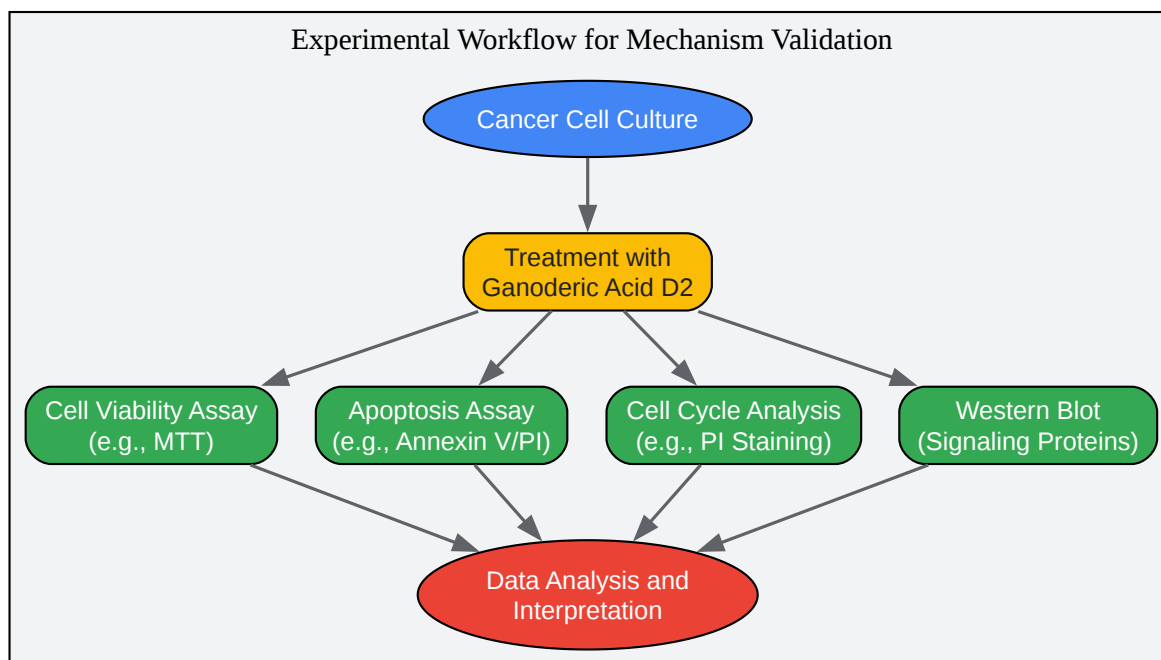 Experimental Workflow for Mechanism Validation
Cancer Cell Culture
Treatment with
Ganoderic Acid D2
Cell Viability Assay
(e.g., MTT)
Apoptosis Assay
(e.g., Annexin V/PI)
Cell Cycle Analysis
(e.g., PI Staining)
Western Blot
(Signaling Proteins)
Data Analysis and
Interpretation